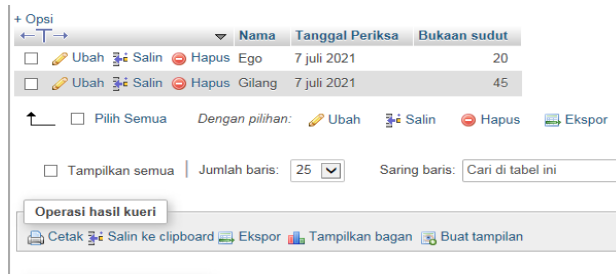 + Opsi
←T→ Nama Tanggal Periksa Bukaan sudut
Ubah Salin Hapus Ego 7 juli 2021 20
Ubah Salin Hapus Gilang 7 juli 2021 45
Pilih Semua Dengan pilihan: Ubah Salin Hapus Ekspor
Tampilkan semua Jumlah baris: 25 Saring baris: Cari di tabel ini
Operasi hasil kueri
Cetak Salin ke clipboard Ekspor Tampilkan bagan Buat tampilan